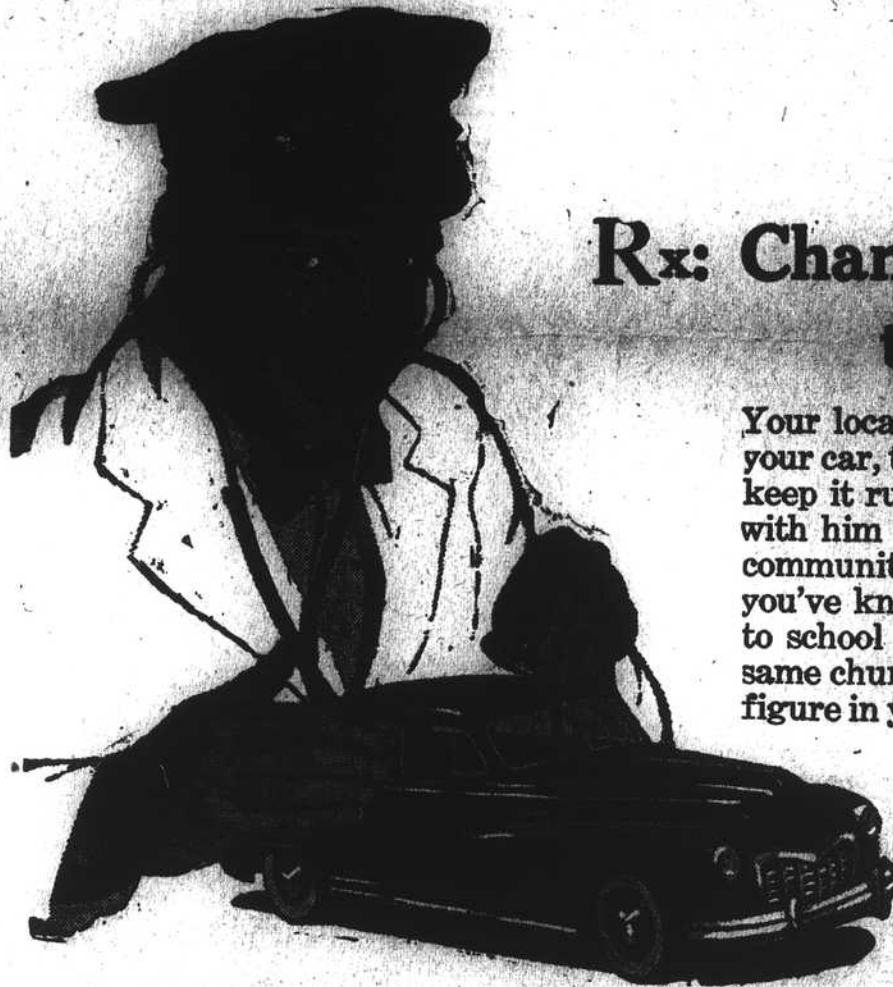 Rx: Chan
t
Your loca
your car, t
keep it ru
with him
communit
you've kn
to school
same chur
figure in y